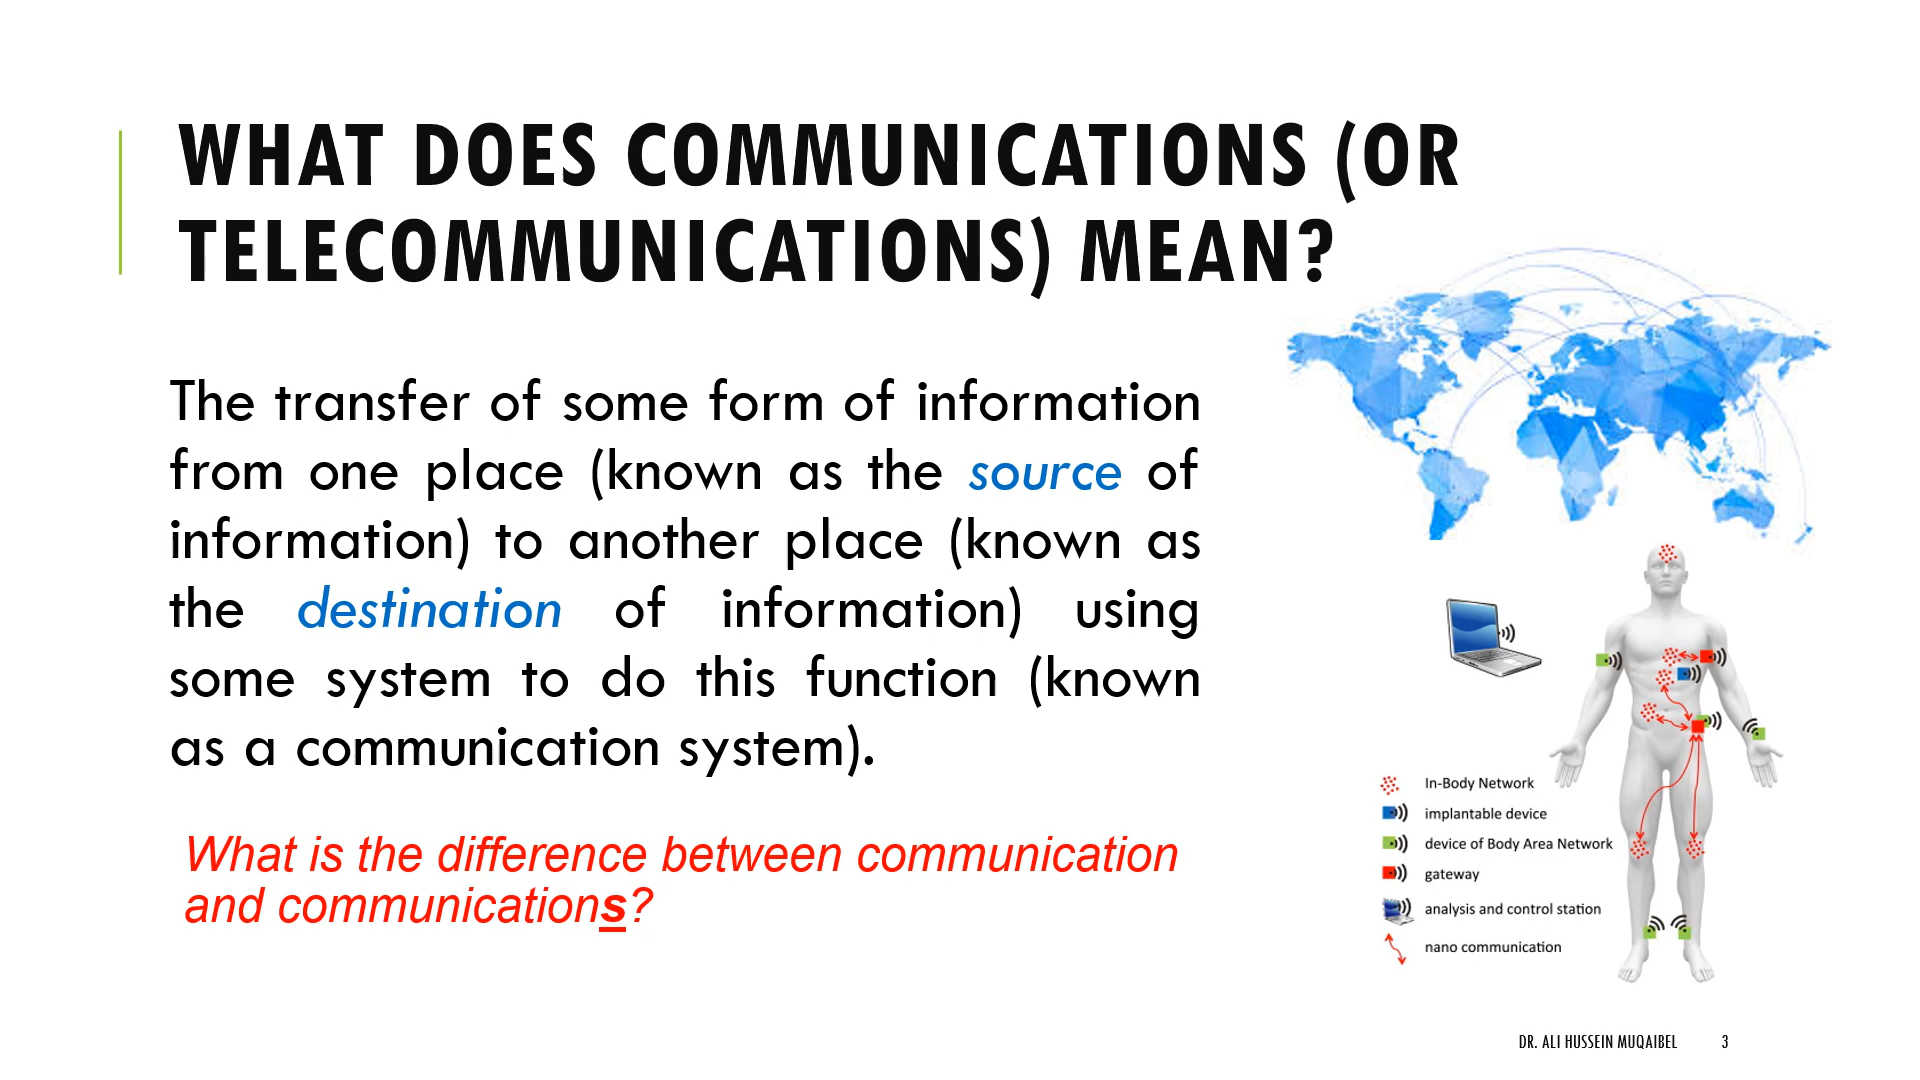 WHAT DOES COMMUNICATIONS (OR
TELECOMMUNICATIONS) MEAN?
The transfer of some form of information
from one place (known as the source of
information) to another place (known as
the destination of information) using
some system to do this function (known
as a communication system).
What is the difference between communication
and communications?
In-Body Network
implantable device
device of Body Area Network
gateway
analysis and control station
nano communication
DR. ALI HUSSEIN MUQAIBEL 3